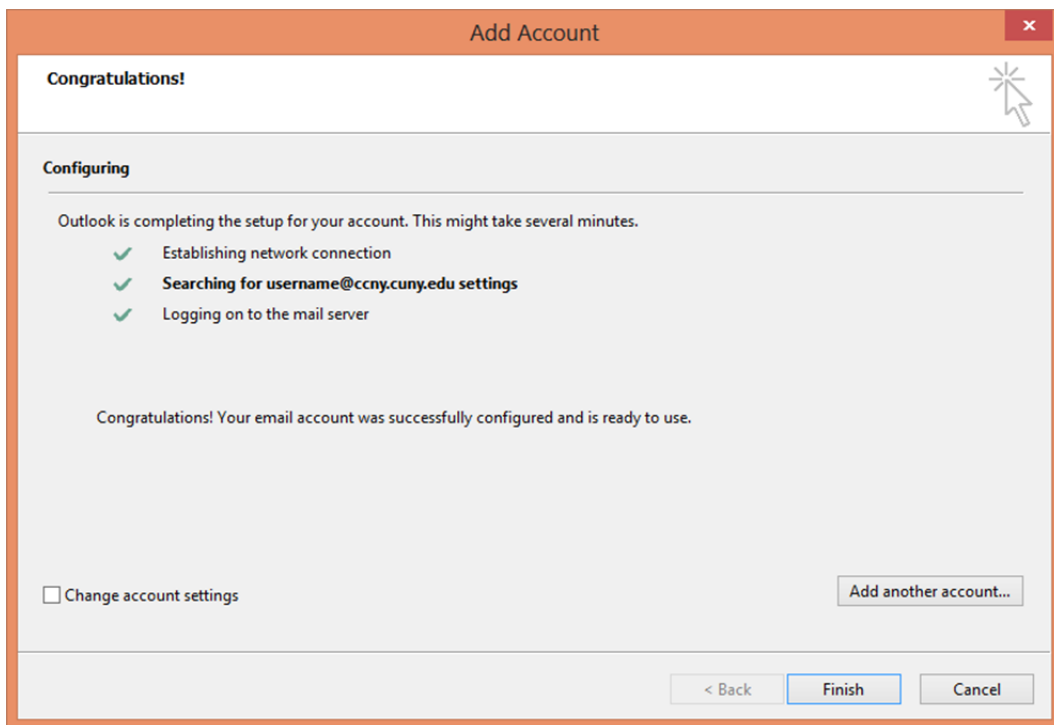 Add Account
Congratulations!
Configuring
Outlook is completing the setup for your account. This might take several minutes.
Establishing network connection
Searching for username@ccny.cuny.edu settings
Logging on to the mail server
Congratulations! Your email account was successfully configured and is ready to use.
Change account settings
Add another account...
< Back
Finish
Cancel